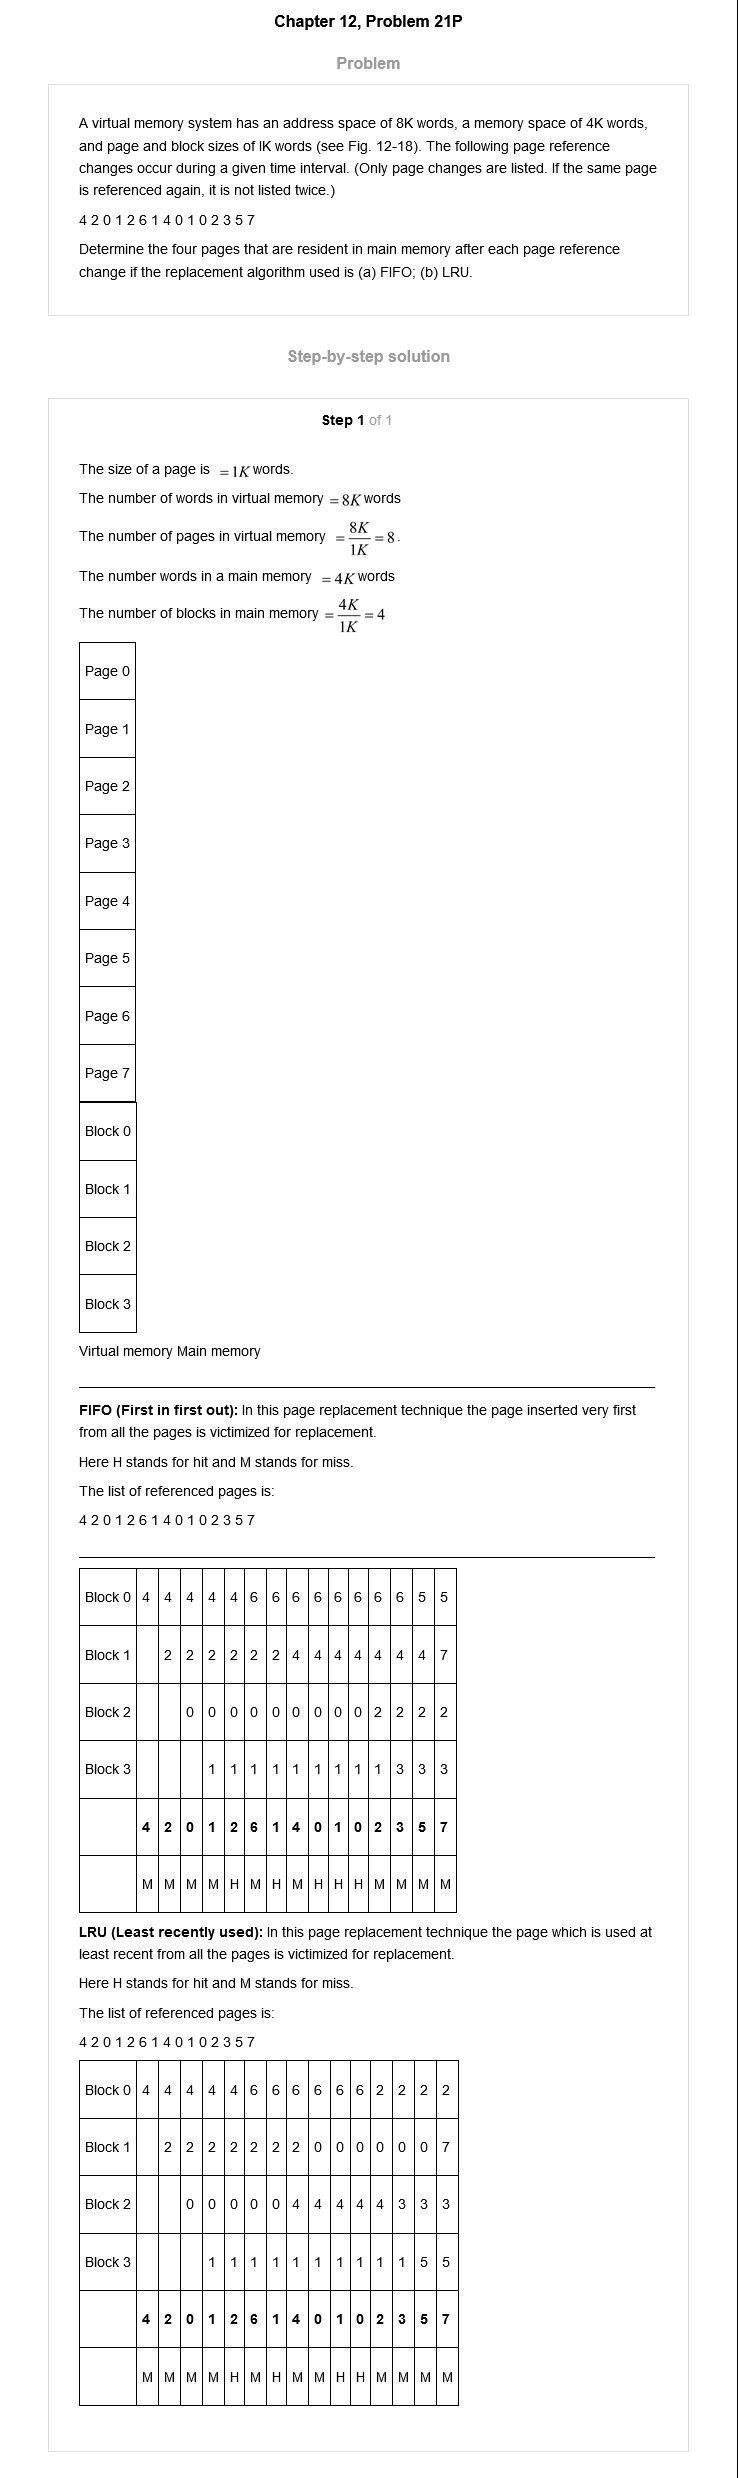 Chapter 12, Problem 21P
Problem
A virtual memory system has an address space of 8K words, a memory space of 4K words,
and page and block sizes of IK words (see Fig. 12-18). The following page reference
changes occur during a given time interval. (Only page changes are listed. If the same page
is referenced again, it is not listed twice.)
4 2 0 1 2 6 1 4 0 1 0 2 3 5 7
Determine the four pages that are resident in main memory after each page reference
change if the replacement algorithm used is (a) FIFO; (b) LRU.
Step-by-step solution
Step 1 of 1
The size of a page is = 1K words.
The number of words in virtual memory = 8K words
The number of pages in virtual memory = 8K/1K = 8 .
The number words in a main memory = 4K words
The number of blocks in main memory = 4K/1K = 4
Page 0
Page 1
Page 2
Page 3
Page 4
Page 5
Page 6
Page 7
Block 0
Block 1
Block 2
Block 3
Virtual memory Main memory
FIFO (First in first out): In this page replacement technique the page inserted very first
from all the pages is victimized for replacement.
Here H stands for hit and M stands for miss.
The list of referenced pages is:
4 2 0 1 2 6 1 4 0 1 0 2 3 5 7
Block 0 4 4 4 4 4 6 6 6 6 6 6 6 6 5 5
Block 1 2 2 2 2 2 2 4 4 4 4 4 4 4 7
Block 2 0 0 0 0 0 0 0 0 0 2 2 2 2
Block 3 1 1 1 1 1 1 1 1 1 3 3 3
4 2 0 1 2 6 1 4 0 1 0 2 3 5 7
M M M M H M H M H H H M M M M
LRU (Least recently used): In this page replacement technique the page which is used at
least recent from all the pages is victimized for replacement.
Here H stands for hit and M stands for miss.
The list of referenced pages is:
4 2 0 1 2 6 1 4 0 1 0 2 3 5 7
Block 0 4 4 4 4 4 6 6 6 6 6 6 2 2 2 2
Block 1 2 2 2 2 2 2 2 0 0 0 0 0 0 7
Block 2 0 0 0 0 0 4 4 4 4 4 3 3 3
Block 3 1 1 1 1 1 1 1 1 1 1 5 5
4 2 0 1 2 6 1 4 0 1 0 2 3 5 7
M M M M H M H M M H H M M M M